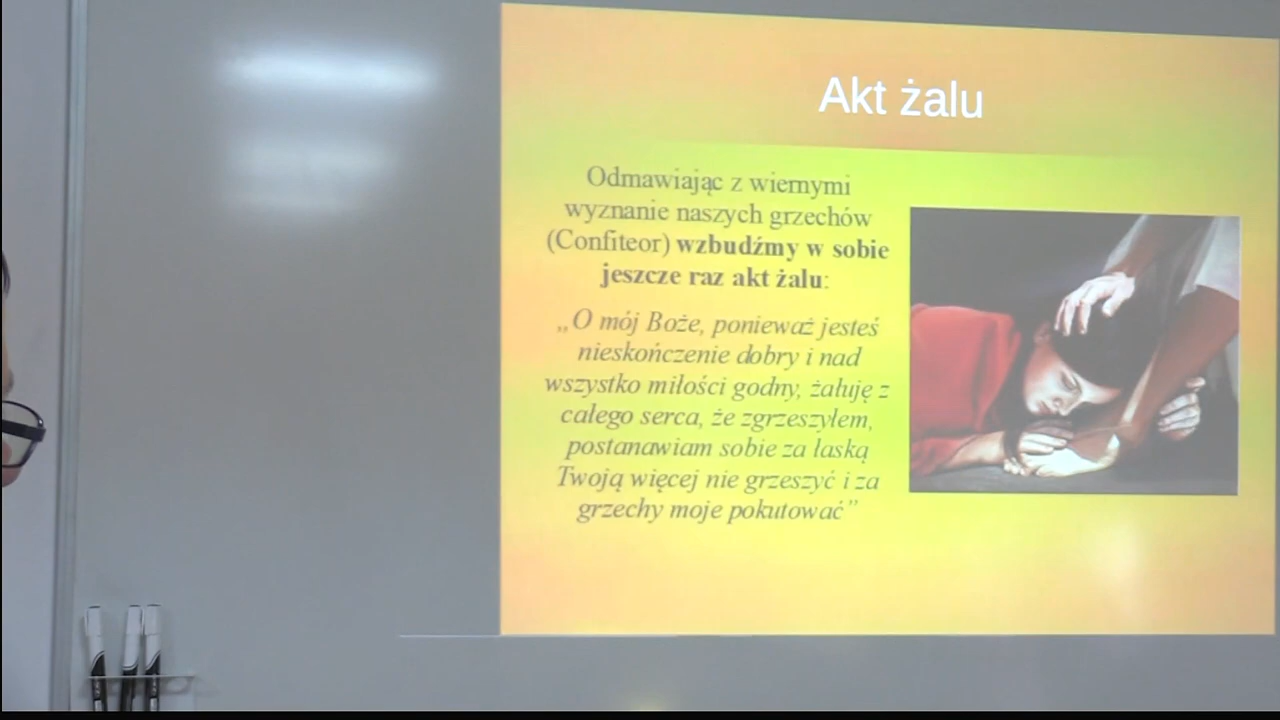 Akt żalu
Odmawiając z wiernymi
wyznanie naszych grzechów
(Confiteor) wzbudźmy w sobie
jeszcze raz akt żalu:
„O mój Boże, ponieważ jesteś
nieskończenie dobry i nad
wszystko miłości godny, żałuję z
całego serca, że zgrzeszyłem,
postanawiam sobie za łaską
Twoją więcej nie grzeszyć i za
grzechy moje pokutować”